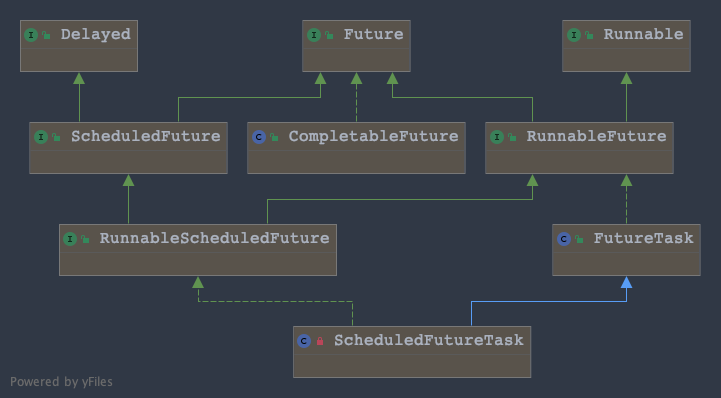 I Delayed
I Future
I Runnable
I ScheduledFuture
C CompletableFuture
I RunnableFuture
I RunnableScheduledFuture
C FutureTask
C ScheduledFutureTask
Powered by yFiles